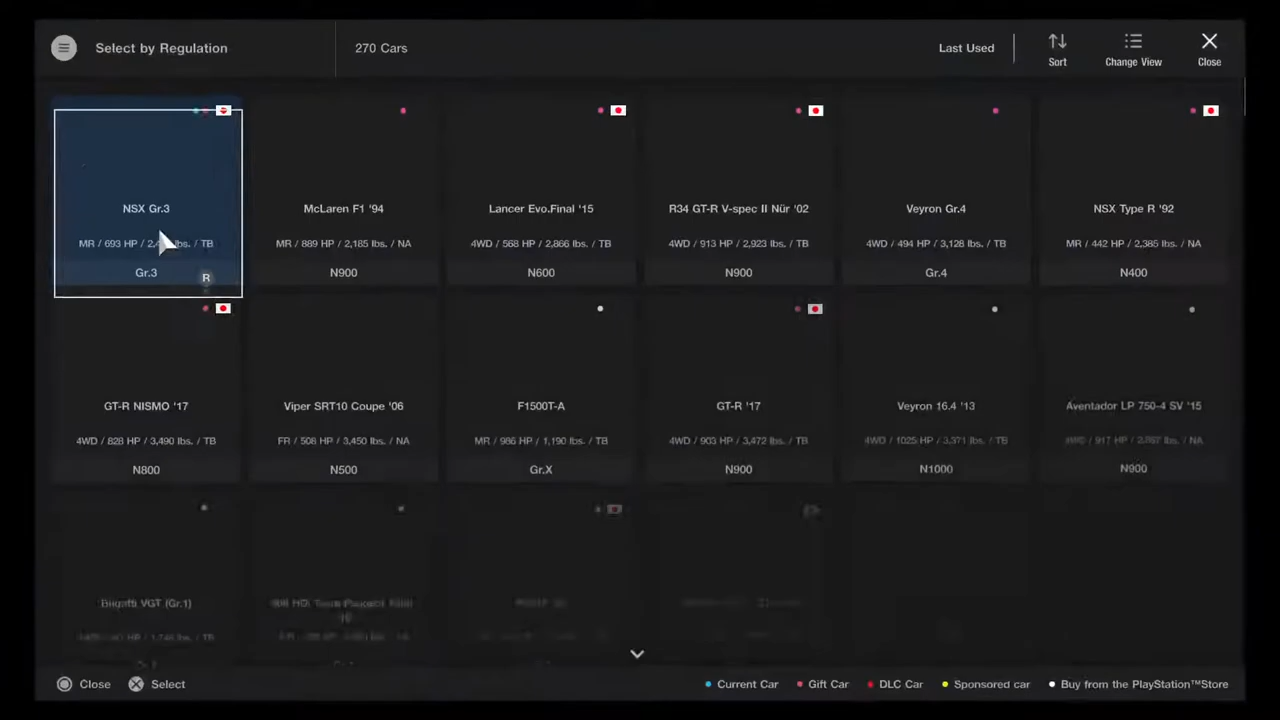 Select by Regulation
270 Cars
Last Used
Sort
Change View
Close
NSX Gr.3
MR / 693 HP / lbs. / TB
Gr.3
R
McLaren F1 '94
MR / 889 HP / 2,185 lbs. / NA
N900
Lancer Evo.Final '15
4WD / 568 HP / 2,866 lbs. / TB
N600
R34 GT-R V-spec II Nür '02
4WD / 913 HP / 2,923 lbs. / TB
N900
Veyron Gr.4
4WD / 494 HP / 3,128 lbs. / TB
Gr.4
NSX Type R '92
MR / 442 HP / 2,385 lbs. / NA
N400
GT-R NISMO '17
4WD / 828 HP / 3,490 lbs. / TB
N800
Viper SRT10 Coupe '06
FR / 508 HP / 3,450 lbs. / NA
N500
F1500T-A
MR / 986 HP / 1,190 lbs. / TB
Gr.X
GT-R '17
4WD / 903 HP / 3,472 lbs. / TB
N900
Veyron 16.4 '13
4WD / 1025 HP / 3,371 lbs. / TB
N1000
Aventador LP 750-4 SV '15
4WD / 917 HP / lbs. / NA
N900
Bugatti VGT (Gr.1)
Close
Select
Current Car
Gift Car
DLC Car
Sponsored car
Buy from the PlayStation™Store